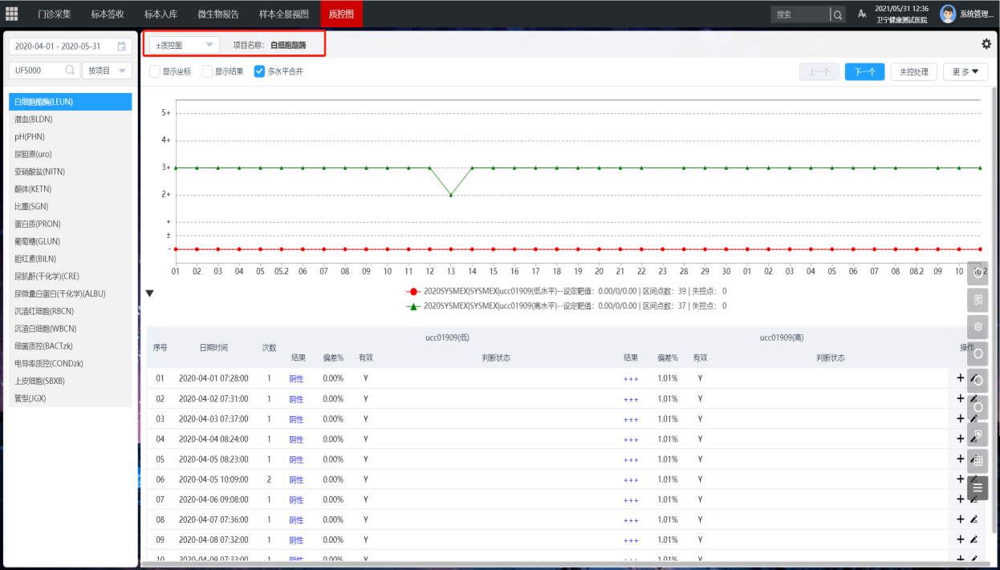 门诊采集 标本签收 标本入库 微生物报告 样本全景视图 质控图 搜索 AA 2021/05/31 12:36 系统管理...
卫宁健康测试医院
2020-04-01 - 2020-05-31
UF5000 按项目
白细胞酯酶(LEUN)
潜血(BLDN)
pH(PHN)
尿胆原(uro)
亚硝酸盐(NITN)
酮体(KETN)
比重(SGN)
蛋白质(PRON)
葡萄糖(GLUN)
胆红素(BILN)
尿肌酐(干化学)(CRE)
尿微量白蛋白(干化学)(ALBU)
沉渣红细胞(RBCN)
沉渣白细胞(WBCN)
细菌质控(BACTzk)
电导率质控(CONDzk)
上皮细胞(SBXB)
管型(JGX)
±质控图 项目名称: 白细胞酯酶
显示坐标 显示结果 多水平合并 上一个 下一个 失控处理 更多
5+
4+
3+
2+
+
±
-
01 02 03 04 05 05.2 06 07 08 09 10 11 12 13 14 15 16 17 18 19 20 21 22 23 28 29 30 01 02 03 04 05 06 07 08 08.2 09 10
2020SYSMEX|SYSMEX|ucc01909(低水平)--设定靶值: 0.00/0/0.00 | 区间点数: 39 | 失控点: 0
2020SYSMEX|SYSMEX|ucc01909(高水平)--设定靶值: 0.00/0/0.00 | 区间点数: 37 | 失控点: 0
ucc01909(低) ucc01909(高)
序号 日期时间 次数 操作
结果 偏差% 有效 判断状态 结果 偏差% 有效 判断状态
01 2020-04-01 07:28:00 1 阴性 0.00% Y +++ 1.01% Y
02 2020-04-02 07:31:00 1 阴性 0.00% Y +++ 1.01% Y
03 2020-04-03 07:37:00 1 阴性 0.00% Y +++ 1.01% Y
04 2020-04-04 08:24:00 1 阴性 0.00% Y +++ 1.01% Y
05 2020-04-05 08:23:00 1 阴性 0.00% Y +++ 1.01% Y
06 2020-04-05 10:09:00 2 阴性 0.00% Y +++ 1.01% Y
07 2020-04-06 09:08:00 1 阴性 0.00% Y +++ 1.01% Y
08 2020-04-07 07:36:00 1 阴性 0.00% Y +++ 1.01% Y
09 2020-04-08 07:32:00 1 阴性 0.00% Y +++ 1.01% Y
10 2020-04-09 07:33:00 1 阴性 0.00% Y +++ 1.01% Y